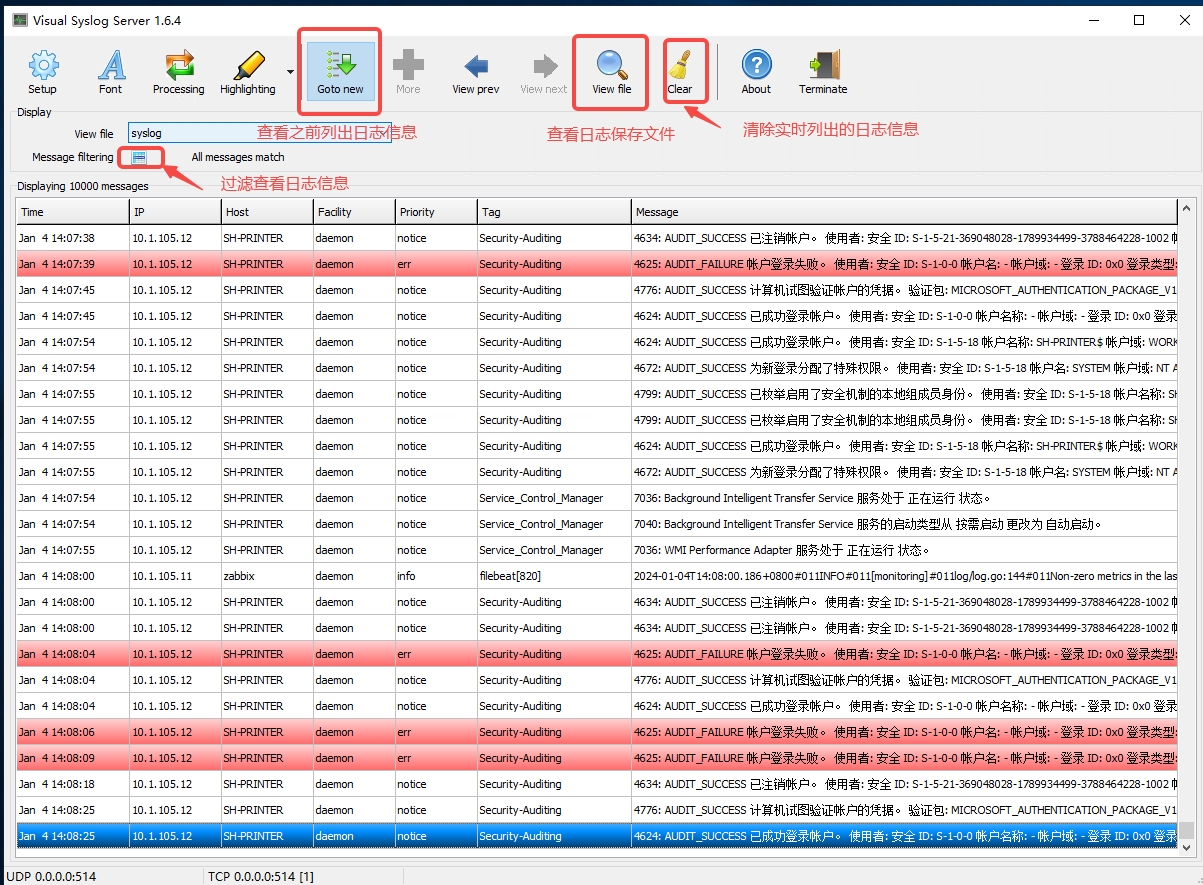 Visual Syslog Server 1.6.4
Setup Font Processing Highlighting Goto new More View prev View next View file Clear About Terminate
Display
View file syslog 查看之前列出日志信息 查看日志保存文件 清除实时列出的日志信息
Message filtering All messages match
过滤查看日志信息
Displaying 10000 messages
Time IP Host Facility Priority Tag Message
Jan 4 14:07:38 10.1.105.12 SH-PRINTER daemon notice Security-Auditing 4634: AUDIT_SUCCESS 已注销帐户。 使用者: 安全 ID: S-1-5-21-369048028-1789934499-3788464228-1002
Jan 4 14:07:39 10.1.105.12 SH-PRINTER daemon err Security-Auditing 4625: AUDIT_FAILURE 帐户登录失败。 使用者: 安全 ID: S-1-0-0 帐户名: - 帐户域: - 登录 ID: 0x0 登录类型:
Jan 4 14:07:45 10.1.105.12 SH-PRINTER daemon notice Security-Auditing 4776: AUDIT_SUCCESS 计算机试图验证帐户的凭据。 验证包: MICROSOFT_AUTHENTICATION_PACKAGE_V1
Jan 4 14:07:45 10.1.105.12 SH-PRINTER daemon notice Security-Auditing 4624: AUDIT_SUCCESS 已成功登录帐户。 使用者: 安全 ID: S-1-0-0 帐户名称: - 帐户域: - 登录 ID: 0x0 登录
Jan 4 14:07:54 10.1.105.12 SH-PRINTER daemon notice Security-Auditing 4624: AUDIT_SUCCESS 已成功登录帐户。 使用者: 安全 ID: S-1-5-18 帐户名称: SH-PRINTER$ 帐户域: WORK
Jan 4 14:07:54 10.1.105.12 SH-PRINTER daemon notice Security-Auditing 4672: AUDIT_SUCCESS 为新登录分配了特殊权限。 使用者: 安全 ID: S-1-5-18 帐户名: SYSTEM 帐户域: NT A
Jan 4 14:07:55 10.1.105.12 SH-PRINTER daemon notice Security-Auditing 4799: AUDIT_SUCCESS 已枚举启用了安全机制的本地组成员身份。 使用者: 安全 ID: S-1-5-18 帐户名称: SH
Jan 4 14:07:55 10.1.105.12 SH-PRINTER daemon notice Security-Auditing 4799: AUDIT_SUCCESS 已枚举启用了安全机制的本地组成员身份。 使用者: 安全 ID: S-1-5-18 帐户名称: SH
Jan 4 14:07:55 10.1.105.12 SH-PRINTER daemon notice Security-Auditing 4624: AUDIT_SUCCESS 已成功登录帐户。 使用者: 安全 ID: S-1-5-18 帐户名称: SH-PRINTER$ 帐户域: WORK
Jan 4 14:07:55 10.1.105.12 SH-PRINTER daemon notice Security-Auditing 4672: AUDIT_SUCCESS 为新登录分配了特殊权限。 使用者: 安全 ID: S-1-5-18 帐户名: SYSTEM 帐户域: NT A
Jan 4 14:07:54 10.1.105.12 SH-PRINTER daemon notice Service_Control_Manager 7036: Background Intelligent Transfer Service 服务处于 正在运行 状态。
Jan 4 14:07:54 10.1.105.12 SH-PRINTER daemon notice Service_Control_Manager 7040: Background Intelligent Transfer Service 服务的启动类型从 按需启动 更改为 自动启动。
Jan 4 14:07:55 10.1.105.12 SH-PRINTER daemon notice Service_Control_Manager 7036: WMI Performance Adapter 服务处于 正在运行 状态。
Jan 4 14:08:00 10.1.105.11 zabbix daemon info filebeat[820] 2024-01-04T14:08:00.186+0800#011INFO#011[monitoring]#011log/log.go:144#011Non-zero metrics in the las
Jan 4 14:08:00 10.1.105.12 SH-PRINTER daemon notice Security-Auditing 4634: AUDIT_SUCCESS 已注销帐户。 使用者: 安全 ID: S-1-5-21-369048028-1789934499-3788464228-1002
Jan 4 14:08:00 10.1.105.12 SH-PRINTER daemon notice Security-Auditing 4634: AUDIT_SUCCESS 已注销帐户。 使用者: 安全 ID: S-1-5-21-369048028-1789934499-3788464228-1002
Jan 4 14:08:04 10.1.105.12 SH-PRINTER daemon err Security-Auditing 4625: AUDIT_FAILURE 帐户登录失败。 使用者: 安全 ID: S-1-0-0 帐户名: - 帐户域: - 登录 ID: 0x0 登录类型:
Jan 4 14:08:04 10.1.105.12 SH-PRINTER daemon notice Security-Auditing 4776: AUDIT_SUCCESS 计算机试图验证帐户的凭据。 验证包: MICROSOFT_AUTHENTICATION_PACKAGE_V1
Jan 4 14:08:04 10.1.105.12 SH-PRINTER daemon notice Security-Auditing 4624: AUDIT_SUCCESS 已成功登录帐户。 使用者: 安全 ID: S-1-0-0 帐户名称: - 帐户域: - 登录 ID: 0x0 登录
Jan 4 14:08:06 10.1.105.12 SH-PRINTER daemon err Security-Auditing 4625: AUDIT_FAILURE 帐户登录失败。 使用者: 安全 ID: S-1-0-0 帐户名: - 帐户域: - 登录 ID: 0x0 登录类型:
Jan 4 14:08:09 10.1.105.12 SH-PRINTER daemon err Security-Auditing 4625: AUDIT_FAILURE 帐户登录失败。 使用者: 安全 ID: S-1-0-0 帐户名: - 帐户域: - 登录 ID: 0x0 登录类型:
Jan 4 14:08:18 10.1.105.12 SH-PRINTER daemon notice Security-Auditing 4634: AUDIT_SUCCESS 已注销帐户。 使用者: 安全 ID: S-1-5-21-369048028-1789934499-3788464228-1002
Jan 4 14:08:25 10.1.105.12 SH-PRINTER daemon notice Security-Auditing 4776: AUDIT_SUCCESS 计算机试图验证帐户的凭据。 验证包: MICROSOFT_AUTHENTICATION_PACKAGE_V1
Jan 4 14:08:25 10.1.105.12 SH-PRINTER daemon notice Security-Auditing 4624: AUDIT_SUCCESS 已成功登录帐户。 使用者: 安全 ID: S-1-0-0 帐户名称: - 帐户域: - 登录 ID: 0x0 登录
UDP 0.0.0.0:514 TCP 0.0.0.0:514 [1]